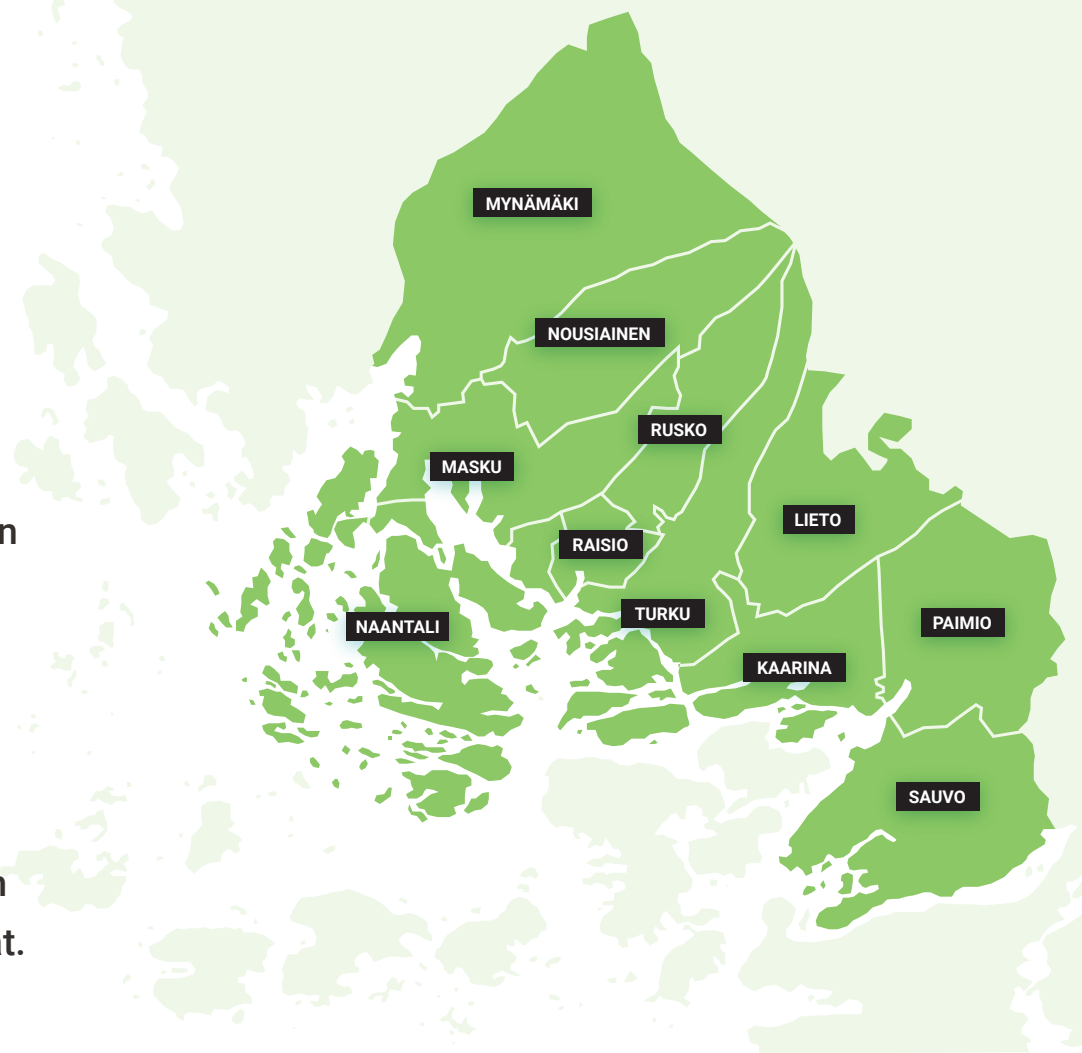 MYNÄMÄKI
NOUSIAINEN
RUSKO
MASKU
LIETO
n
RAISIO
TURKU
PAIMIO
NAANTALI
KAARINA
SAUVO
n
t.